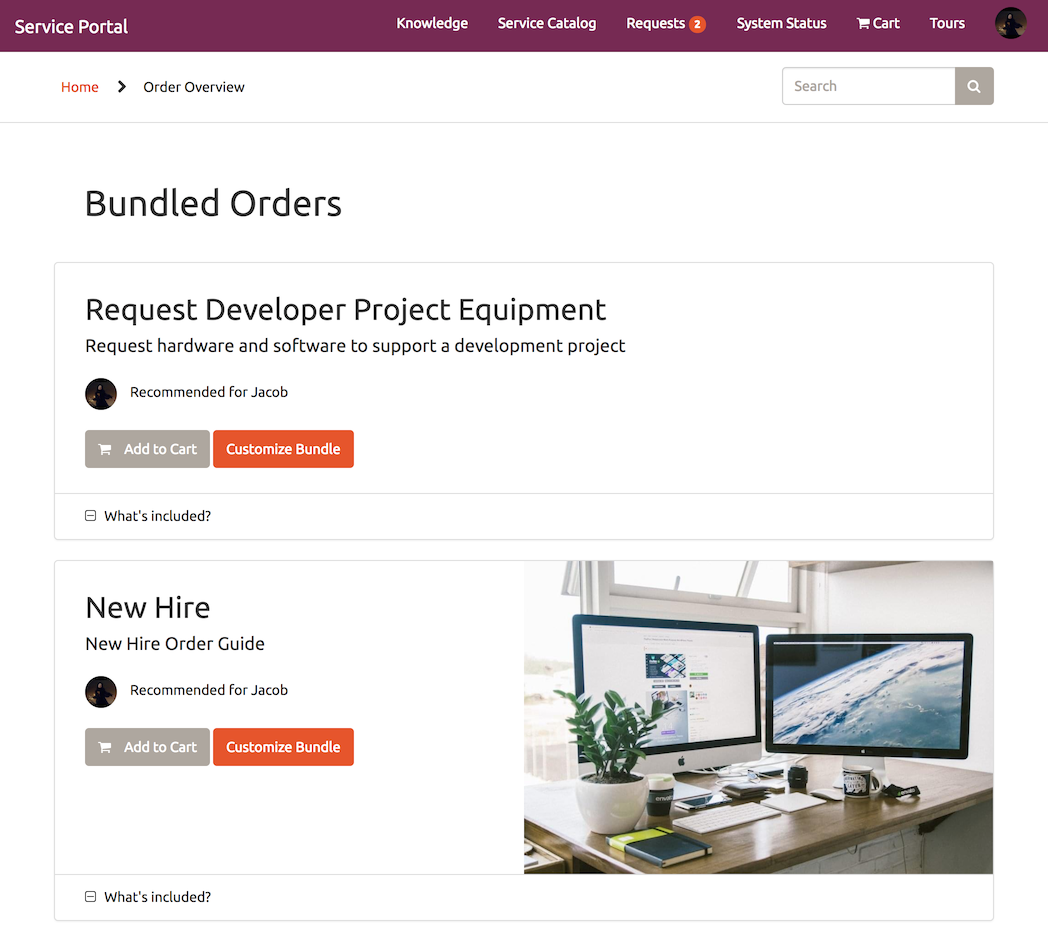 Service Portal
Knowledge Service Catalog Requests 2 System Status Cart Tours
Home Order Overview Search
Bundled Orders
Request Developer Project Equipment
Request hardware and software to support a development project
Recommended for Jacob
Add to Cart Customize Bundle
What's included?
New Hire
New Hire Order Guide
Recommended for Jacob
Add to Cart Customize Bundle
What's included?